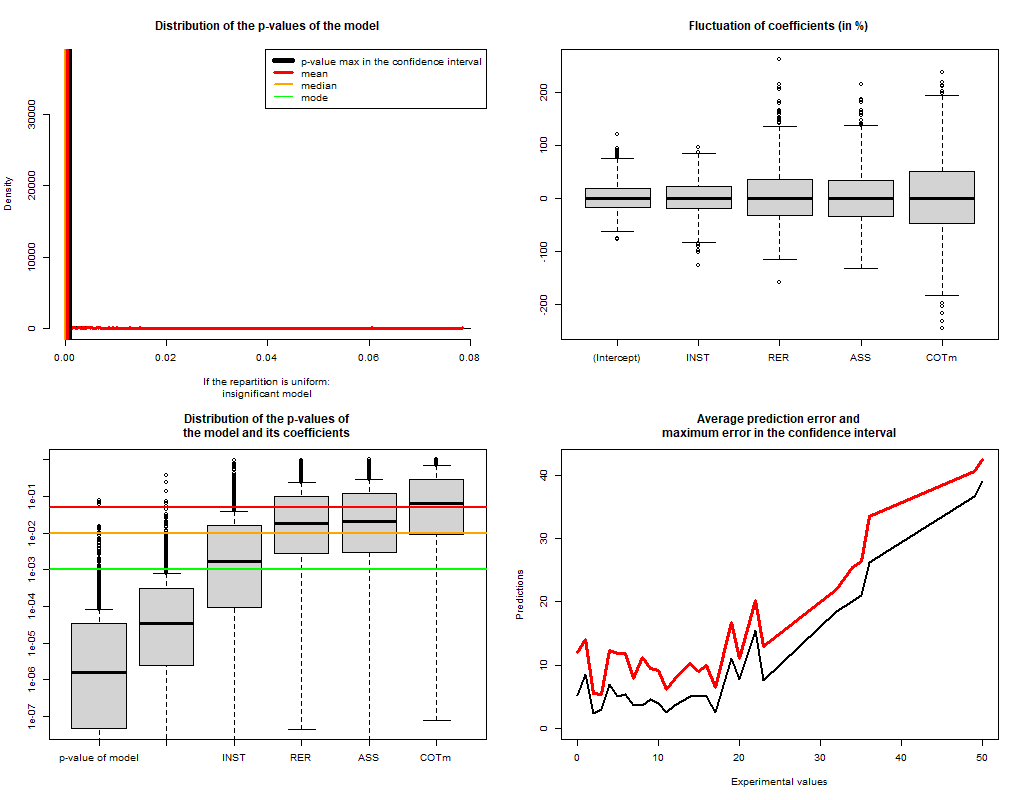 Distribution of the p-values of the model
p-value max in the confidence interval
mean
median
mode
Density
0
10000
20000
30000
0.00
0.02
0.04
0.06
0.08
If the repartition is uniform:
insignificant model
Fluctuation of coefficients (in %)
-200
-100
0
100
200
(Intercept)
INST
RER
ASS
COTm
Distribution of the p-values of
the model and its coefficients
1e-07
1e-06
1e-05
1e-04
1e-03
1e-02
1e-01
p-value of model
INST
RER
ASS
COTm
Average prediction error and
maximum error in the confidence interval
Predictions
0
10
20
30
40
0
10
20
30
40
50
Experimental values